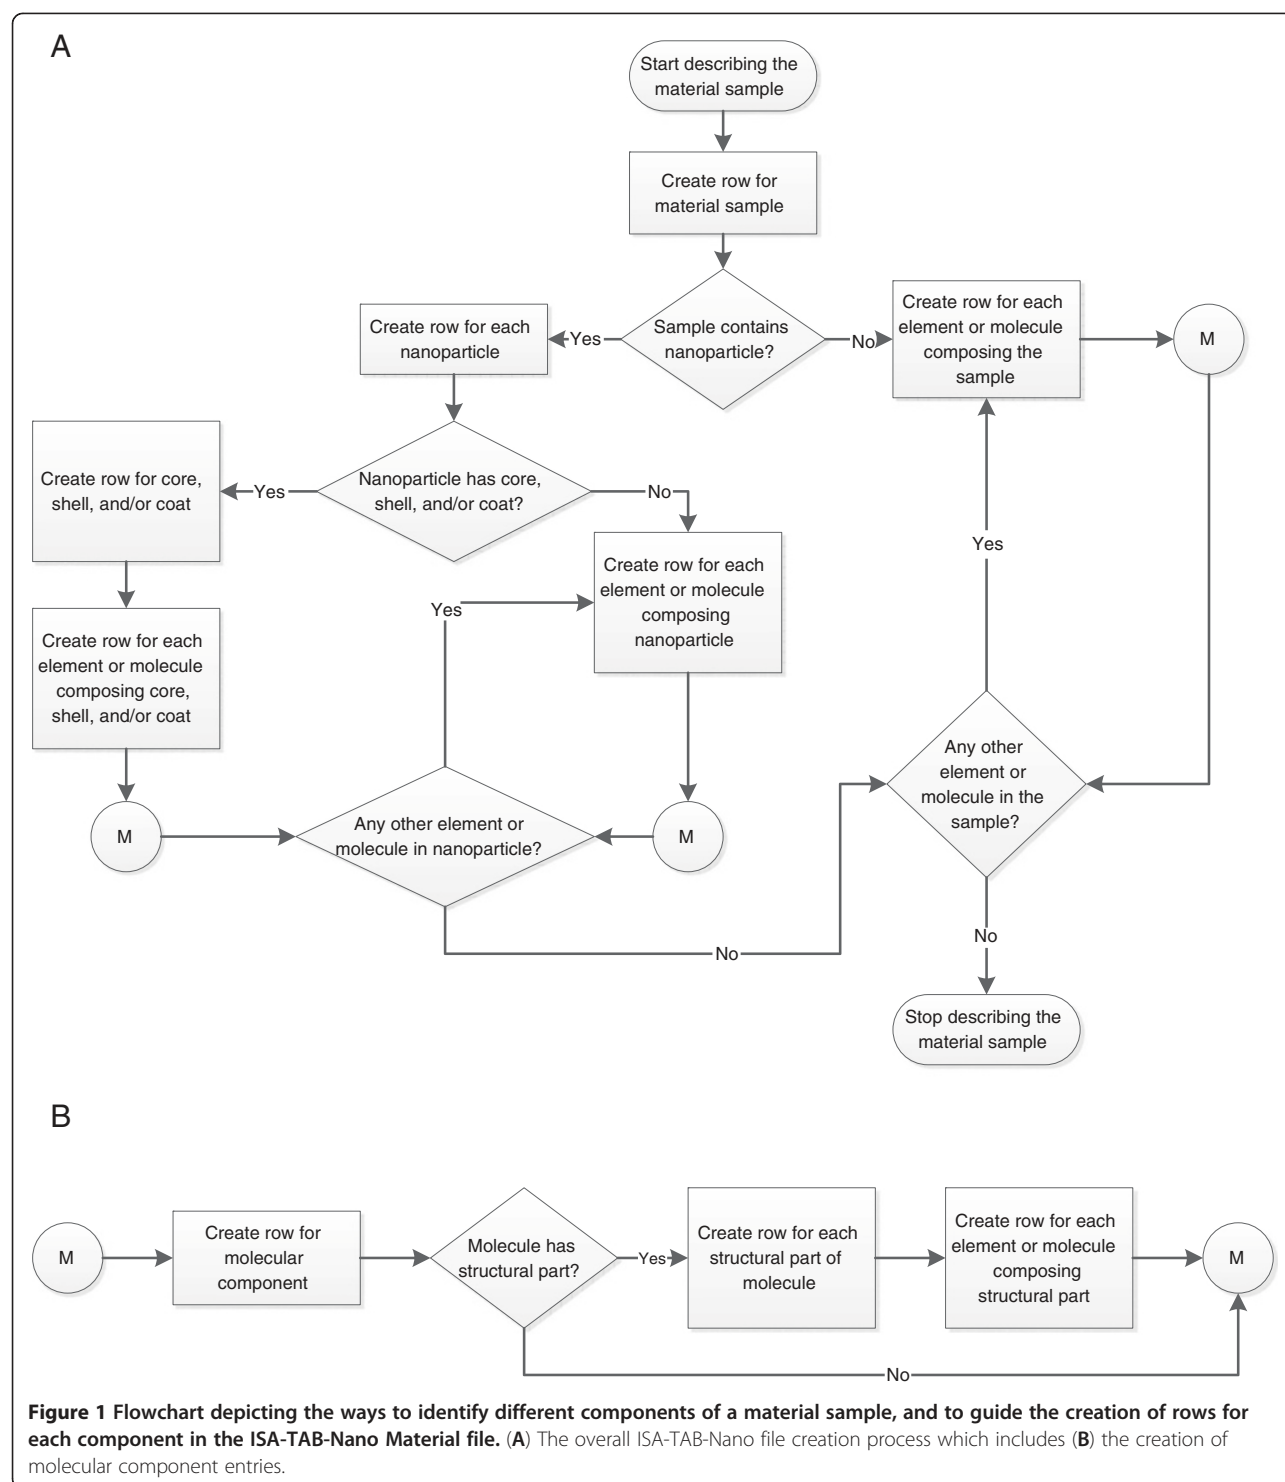 A
Start describing the
material sample
Create row for
material sample
Sample contains
nanoparticle?
Yes
No
Create row for each
nanoparticle
Create row for each
element or molecule
composing the
sample
M
Nanoparticle has core,
shell, and/or coat?
Yes
No
Create row for core,
shell, and/or coat
Create row for each
element or molecule
composing
nanoparticle
Yes
Yes
Create row for each
element or molecule
composing core,
shell, and/or coat
Any other
element or
molecule in the
sample?
M
Any other element or
molecule in nanoparticle?
M
No
No
Stop describing the
material sample
B
M
Create row for
molecular
component
Molecule has
structural part?
Yes
Create row for each
structural part of
molecule
Create row for each
element or molecule
composing
structural part
M
No
Figure 1 Flowchart depicting the ways to identify different components of a material sample, and to guide the creation of rows for
each component in the ISA-TAB-Nano Material file. (A) The overall ISA-TAB-Nano file creation process which includes (B) the creation of
molecular component entries.